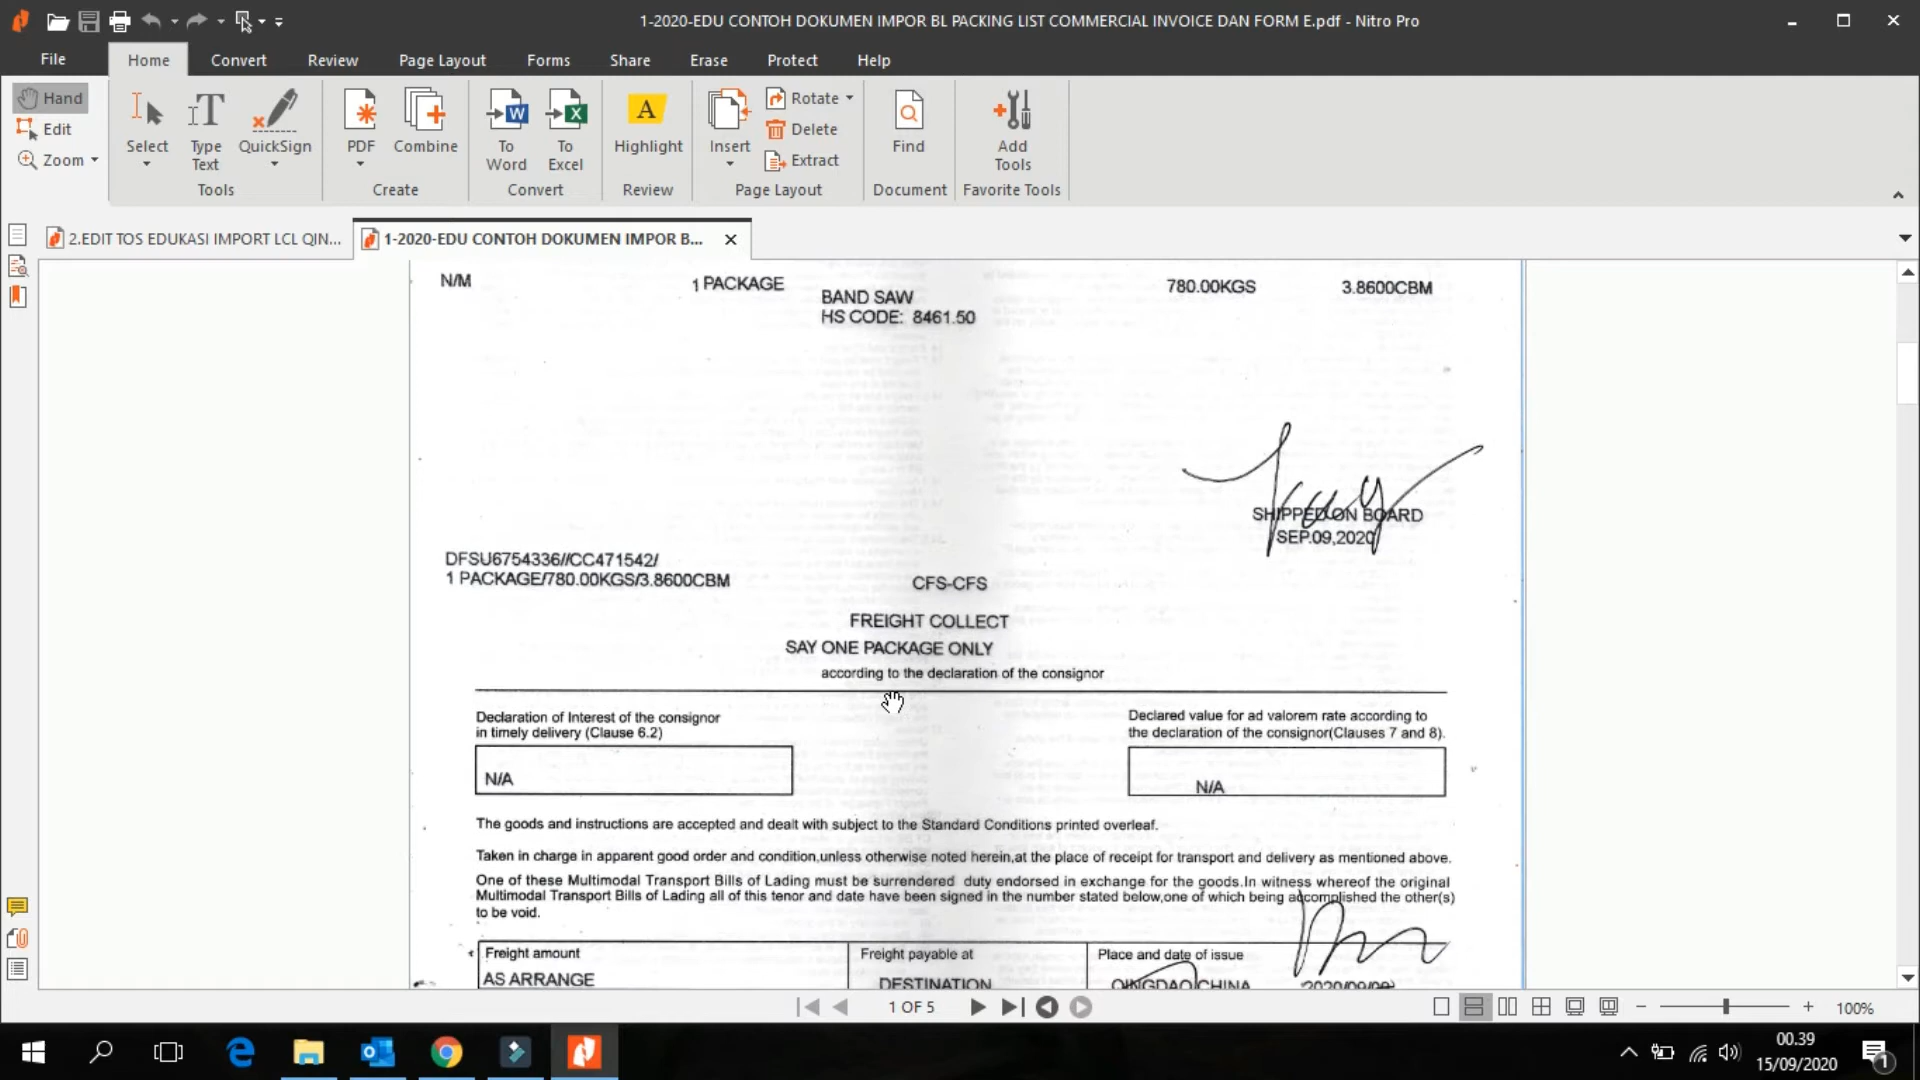 1-2020-EDU CONTOH DOKUMEN IMPOR BL PACKING LIST COMMERCIAL INVOICE DAN FORM E.pdf - Nitro Pro
File Home Convert Review Page Layout Forms Share Erase Protect Help
Hand
Edit
Zoom
Select
Type Text
QuickSign
Tools
PDF
Combine
Create
To Word
To Excel
Convert
Highlight
Review
Insert
Rotate
Delete
Extract
Page Layout
Find
Document
Add Tools
Favorite Tools
2.EDIT TOS EDUKASI IMPORT LCL QIN...
1-2020-EDU CONTOH DOKUMEN IMPOR B...
N/M 1 PACKAGE 780.00KGS 3.8600CBM
BAND SAW
HS CODE: 8461.50
SHIPPED ON BOARD
SEP.09,2020
DFSU6754336//CC471542/
1 PACKAGE/780.00KGS/3.8600CBM
CFS-CFS
FREIGHT COLLECT
SAY ONE PACKAGE ONLY
according to the declaration of the consignor
Declaration of Interest of the consignor
in timely delivery (Clause 6.2)
N/A
Declared value for ad valorem rate according to
the declaration of the consignor(Clauses 7 and 8).
N/A
The goods and instructions are accepted and dealt with subject to the Standard Conditions printed overleaf.
Taken in charge in apparent good order and condition,unless otherwise noted herein,at the place of receipt for transport and delivery as mentioned above.
One of these Multimodal Transport Bills of Lading must be surrendered duty endorsed in exchange for the goods.In witness whereof the original
Multimodal Transport Bills of Lading all of this tenor and date have been signed in the number stated below,one of which being accomplished the other(s)
to be void.
Freight amount
AS ARRANGE
Freight payable at
DESTINATION
Place and date of issue
QINGDAO CHINA
1 OF 5
100%
00.39
15/09/2020
1